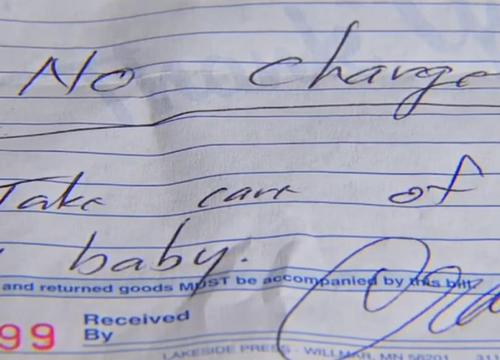 No charge
Take care of
baby.
and returned goods MUST be accompanied by this bill.
99
Received
By
LAKESIDE PRESS - WILLMAR, MN 56201